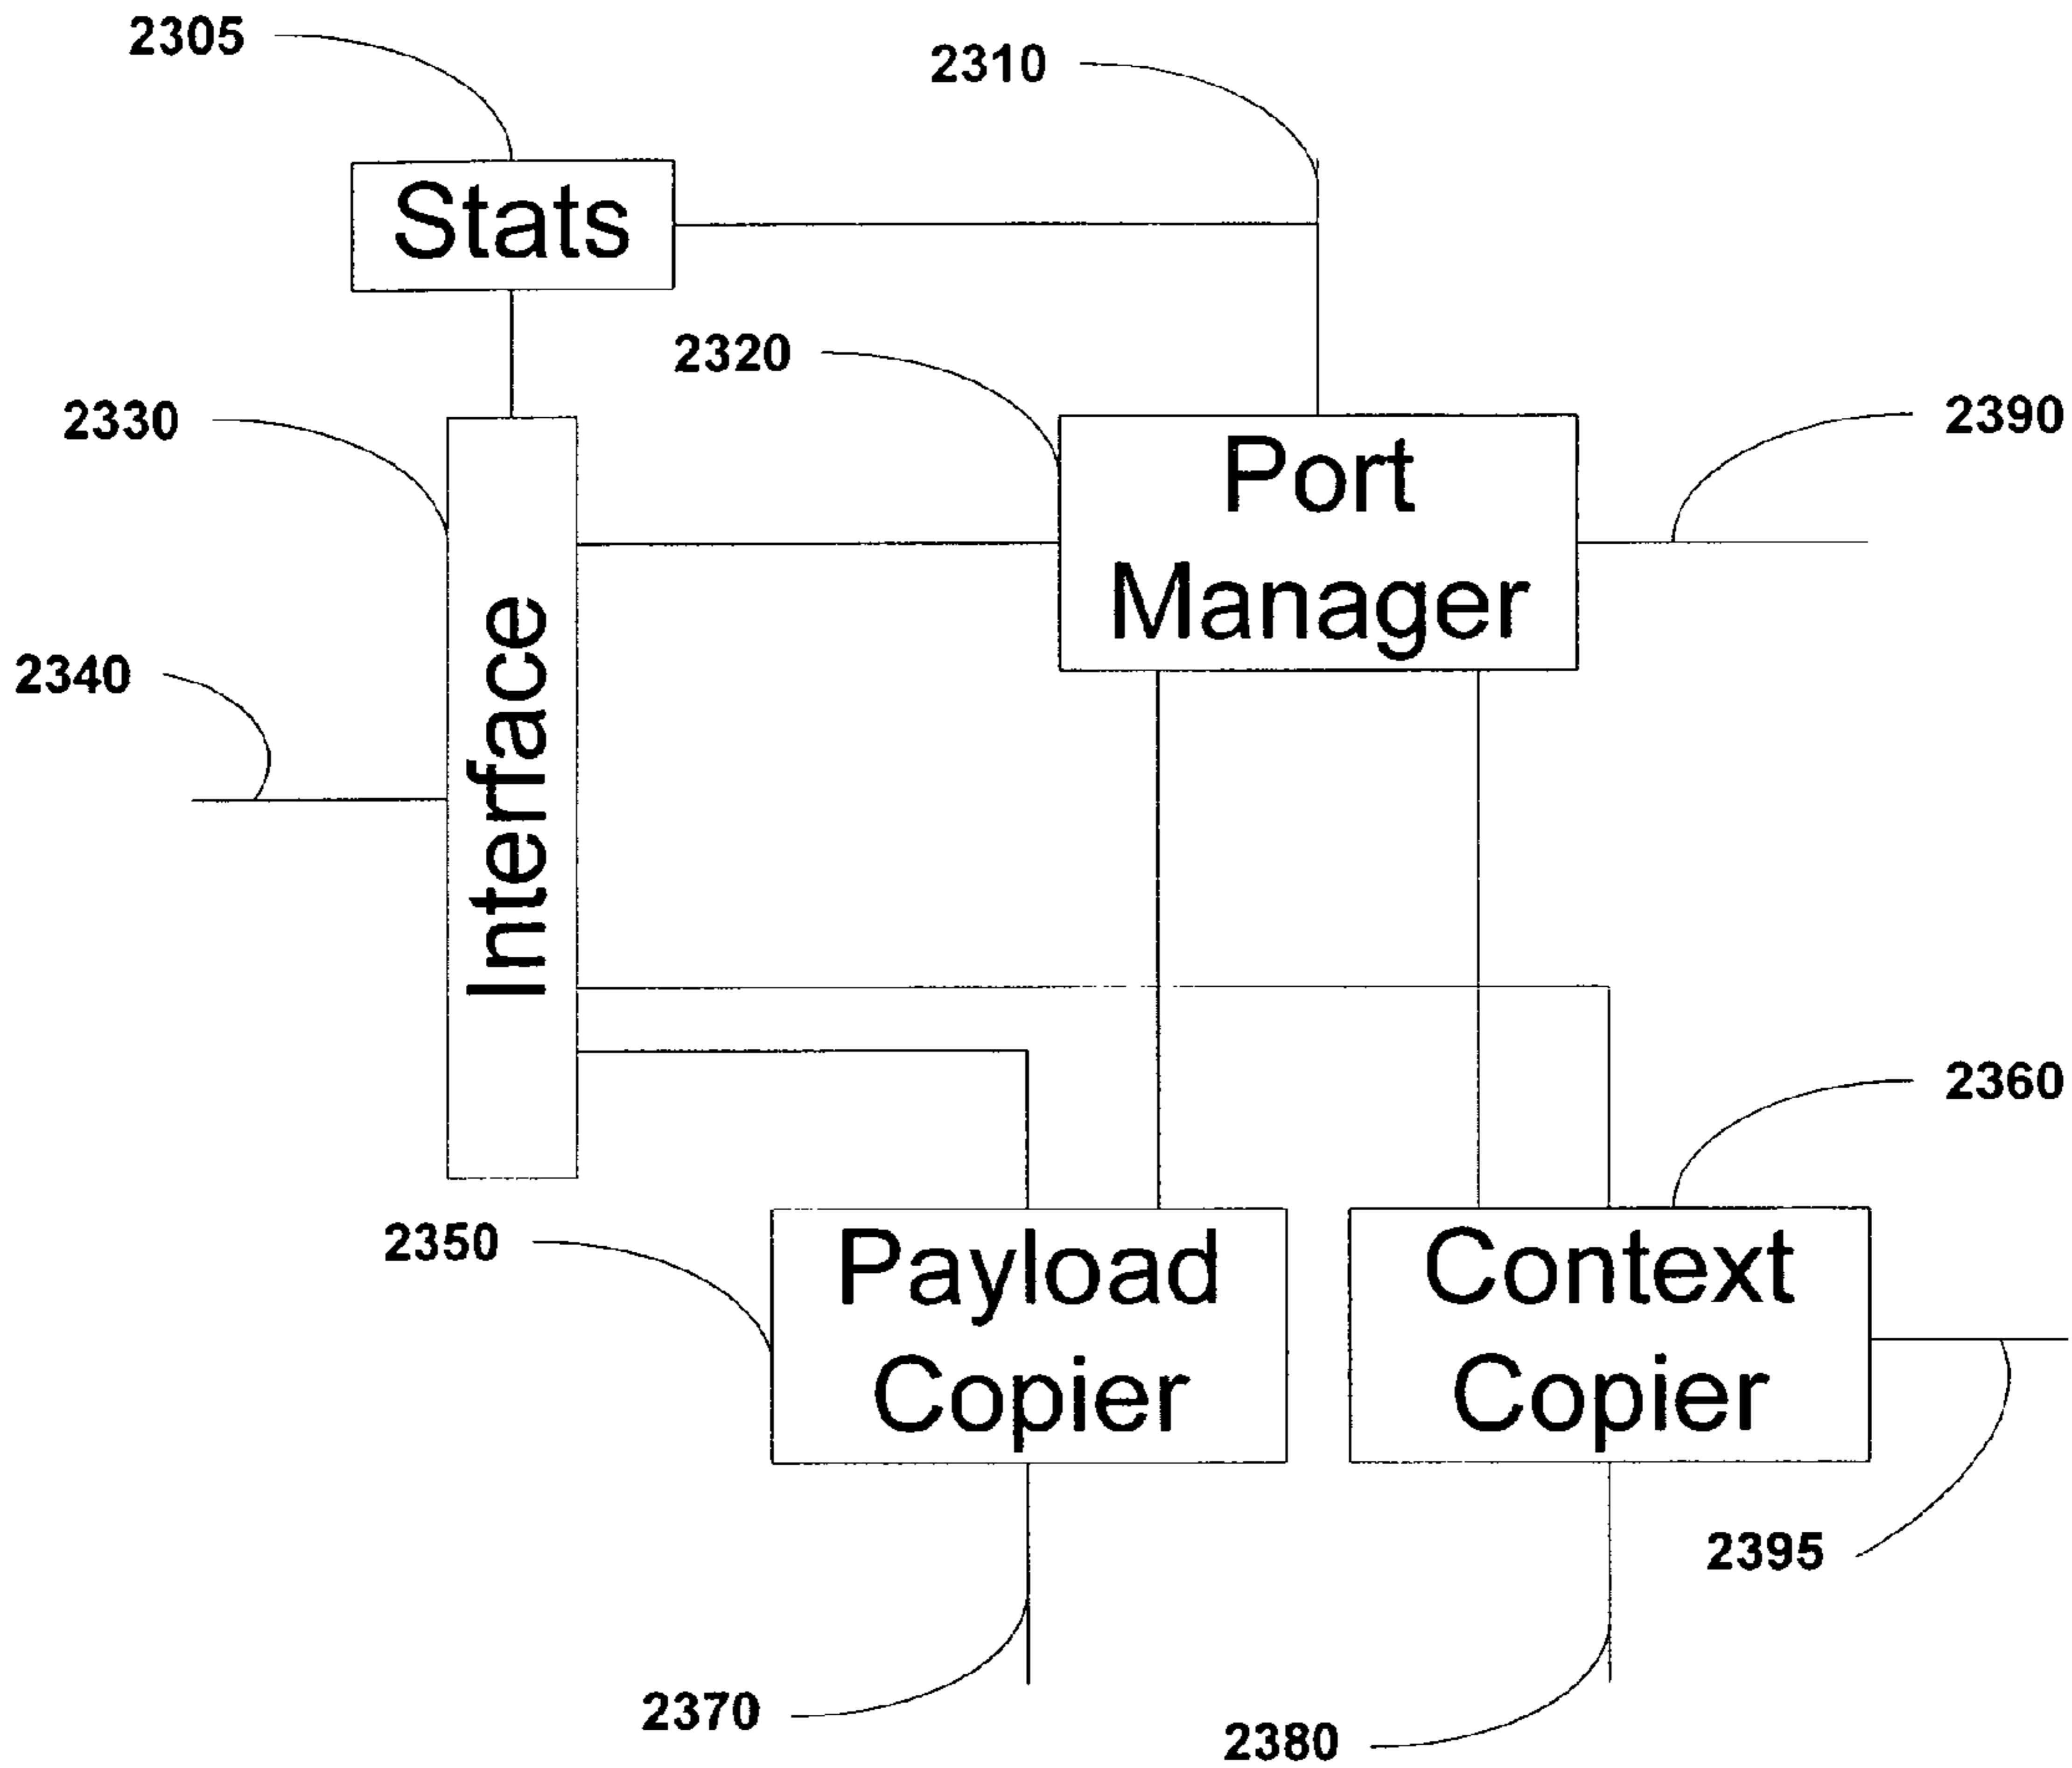 2305
2310
Stats
2320
2330
2390
Port
Manager
2340
Interface
2360
2350
Payload
Copier
Context
Copier
2395
2370
2380